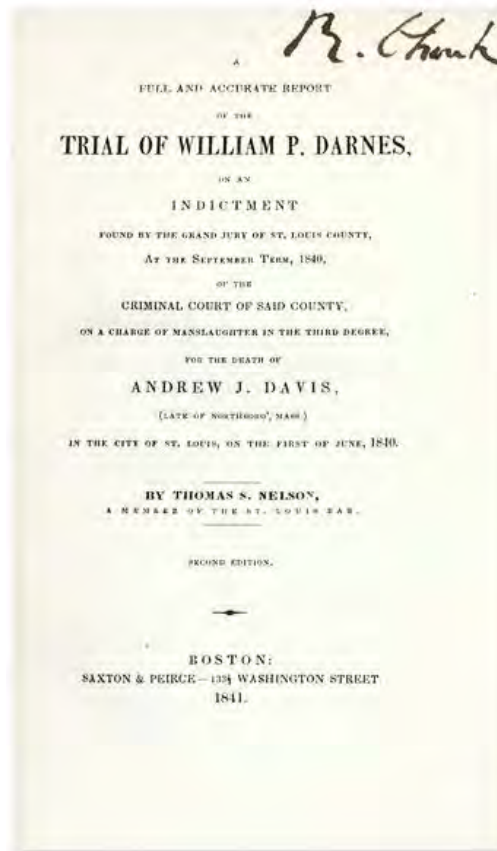 R.
A
FULL AND ACCURATE REPORT
OF THE
TRIAL OF WILLIAM P. DARNES,
ON AN
INDICTMENT
FOUND BY THE GRAND JURY OF ST. LOUIS COUNTY,
AT THE SEPTEMBER TERM, 1840,
OF THE
CRIMINAL COURT OF SAID COUNTY,
ON A CHARGE OF MANSLAUGHTER IN THE THIRD DEGREE,
FOR THE DEATH OF
ANDREW J. DAVIS,
(LATE OF NORTHBORO', MASS.)
IN THE CITY OF ST. LOUIS, ON THE FIRST OF JUNE, 1840.
BY THOMAS S. NELSON,
A MEMBER OF THE ST. LOUIS BAR.
SECOND EDITION.
BOSTON:
SAXTON & PEIRCE—133½ WASHINGTON STREET
1841.